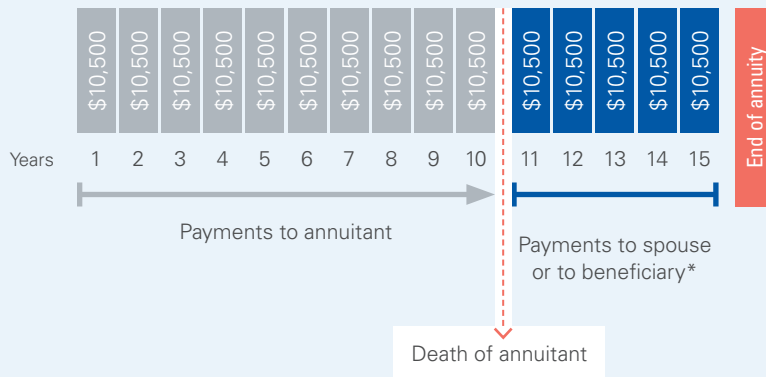 $10,500 $10,500 $10,500 $10,500 $10,500 $10,500 $10,500 $10,500 $10,500 $10,500 $10,500 $10,500 $10,500 $10,500 $10,500
End of annuity
Years 1 2 3 4 5 6 7 8 9 10 11 12 13 14 15
Payments to annuitant
Payments to spouse
or to beneficiary*
Death of annuitant